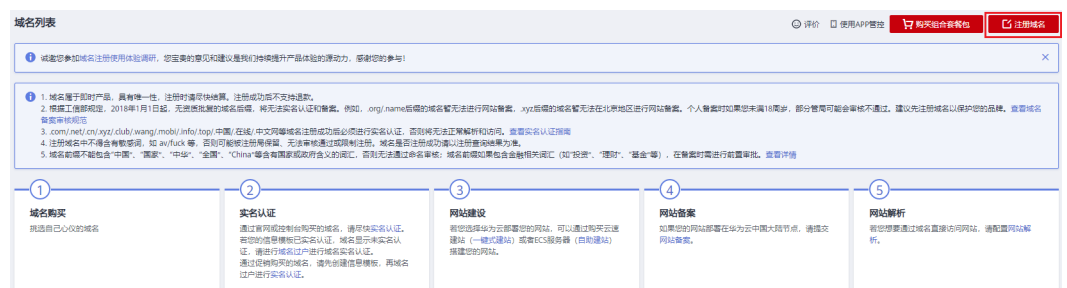 域名列表
评价 使用APP管控 购买组合套餐包 注册域名
诚邀您参加域名注册使用体验调研，您宝贵的意见和建议是我们持续提升产品体验的源动力，感谢您的参与!
1. 域名属于即时产品，具有唯一性，注册时请尽快结算。注册成功后不支持退款。
2. 根据工信部规定，2018年1月1日起，无资质批复的域名后缀，将无法实名认证和备案。例如，.org/.name后缀的域名暂无法进行网站备案，.xyz后缀的域名暂无法在北京地区进行网站备案。个人备案时如果您未满18周岁，部分管局可能会审核不通过。建议先注册域名以保护您的品牌。查看域名
备案审核规范
3. .com/.net/.cn/.xyz/.club/.wang/.mobi/.info/.top/.中国/.在线/.中文网等域名注册成功后必须进行实名认证，否则将无法正常解析和访问。查看实名认证指南
4. 注册域名中不得含有敏感词，如 av/fuck 等，否则可能被注册局保留、无法审核通过或限制注册。域名是否注册成功请以注册查询结果为准。
5. 域名前缀不能包含"中国"、"国家"、"中华"、"全国"、"China"等含有国家或政府含义的词汇，否则无法通过命名审核；域名前缀如果包含金融相关词汇（如"投资"、"理财"、"基金"等），在备案时需进行前置审批。查看详情
1
域名购买
挑选自己心仪的域名
2
实名认证
通过官网或控制台购买的域名，请尽快实名认证。
若您的信息模板已实名认证，域名显示未实名认
证，请进行域名过户进行域名实名认证。
通过促销购买的域名，请先创建信息模板，再域名
过户进行实名认证。
3
网站建设
若您选择华为云部署您的网站，可以通过购买云速
建站（一键式建站）或者ECS服务器（自助建站）
搭建您的网站。
4
网站备案
如果您的网站部署在华为云中国大陆节点，请提交
网站备案。
5
网站解析
若您想要通过域名直接访问网站，请配置网站解
析。